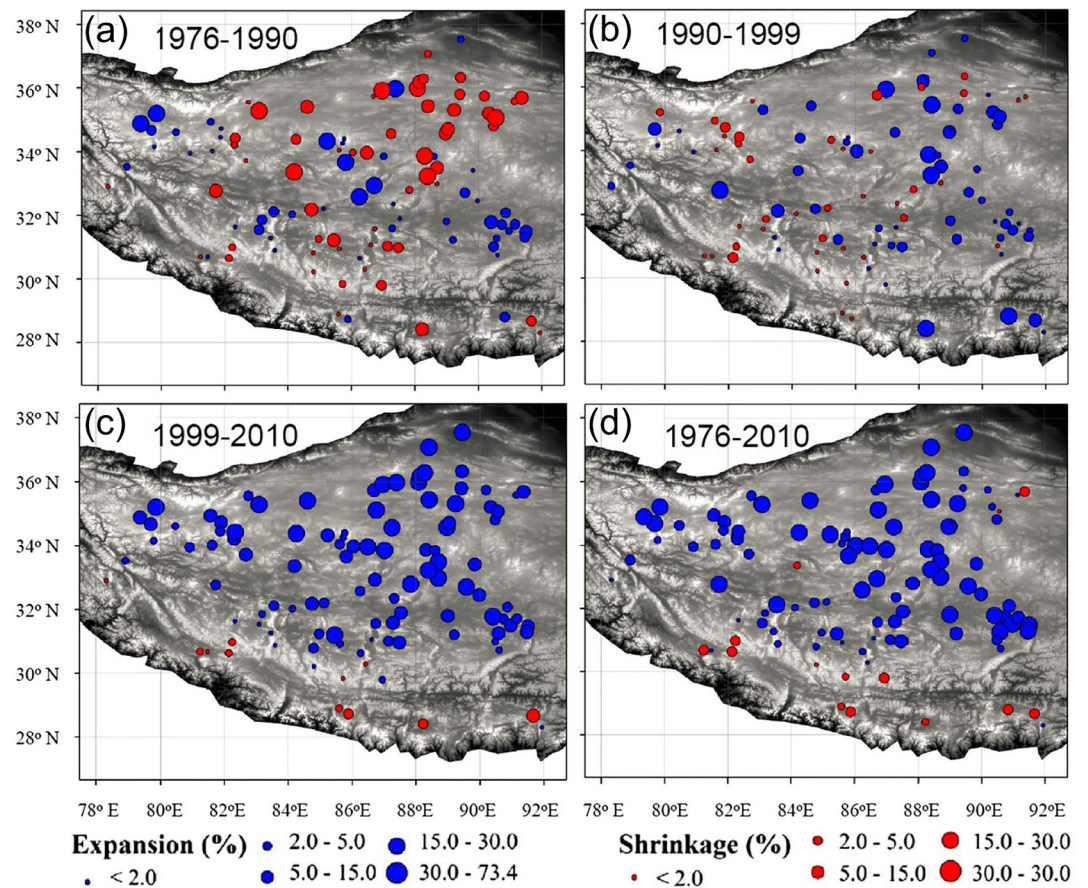 (a) 1976-1990
(b) 1990-1999
38° N
36° N
34° N
32° N
30° N
28° N
(c) 1999-2010
(d) 1976-2010
38° N
36° N
34° N
32° N
30° N
28° N
78° E 80°E 82°E 84°E 86°E 88°E 90°E 92°E
78° E 80°E 82°E 84°E 86°E 88°E 90°E 92°E
Expansion (%) 2.0 - 5.0 15.0 - 30.0
< 2.0 5.0 - 15.0 30.0 - 73.4
Shrinkage (%) 2.0 - 5.0 15.0 - 30.0
< 2.0 5.0 - 15.0 30.0 - 30.0